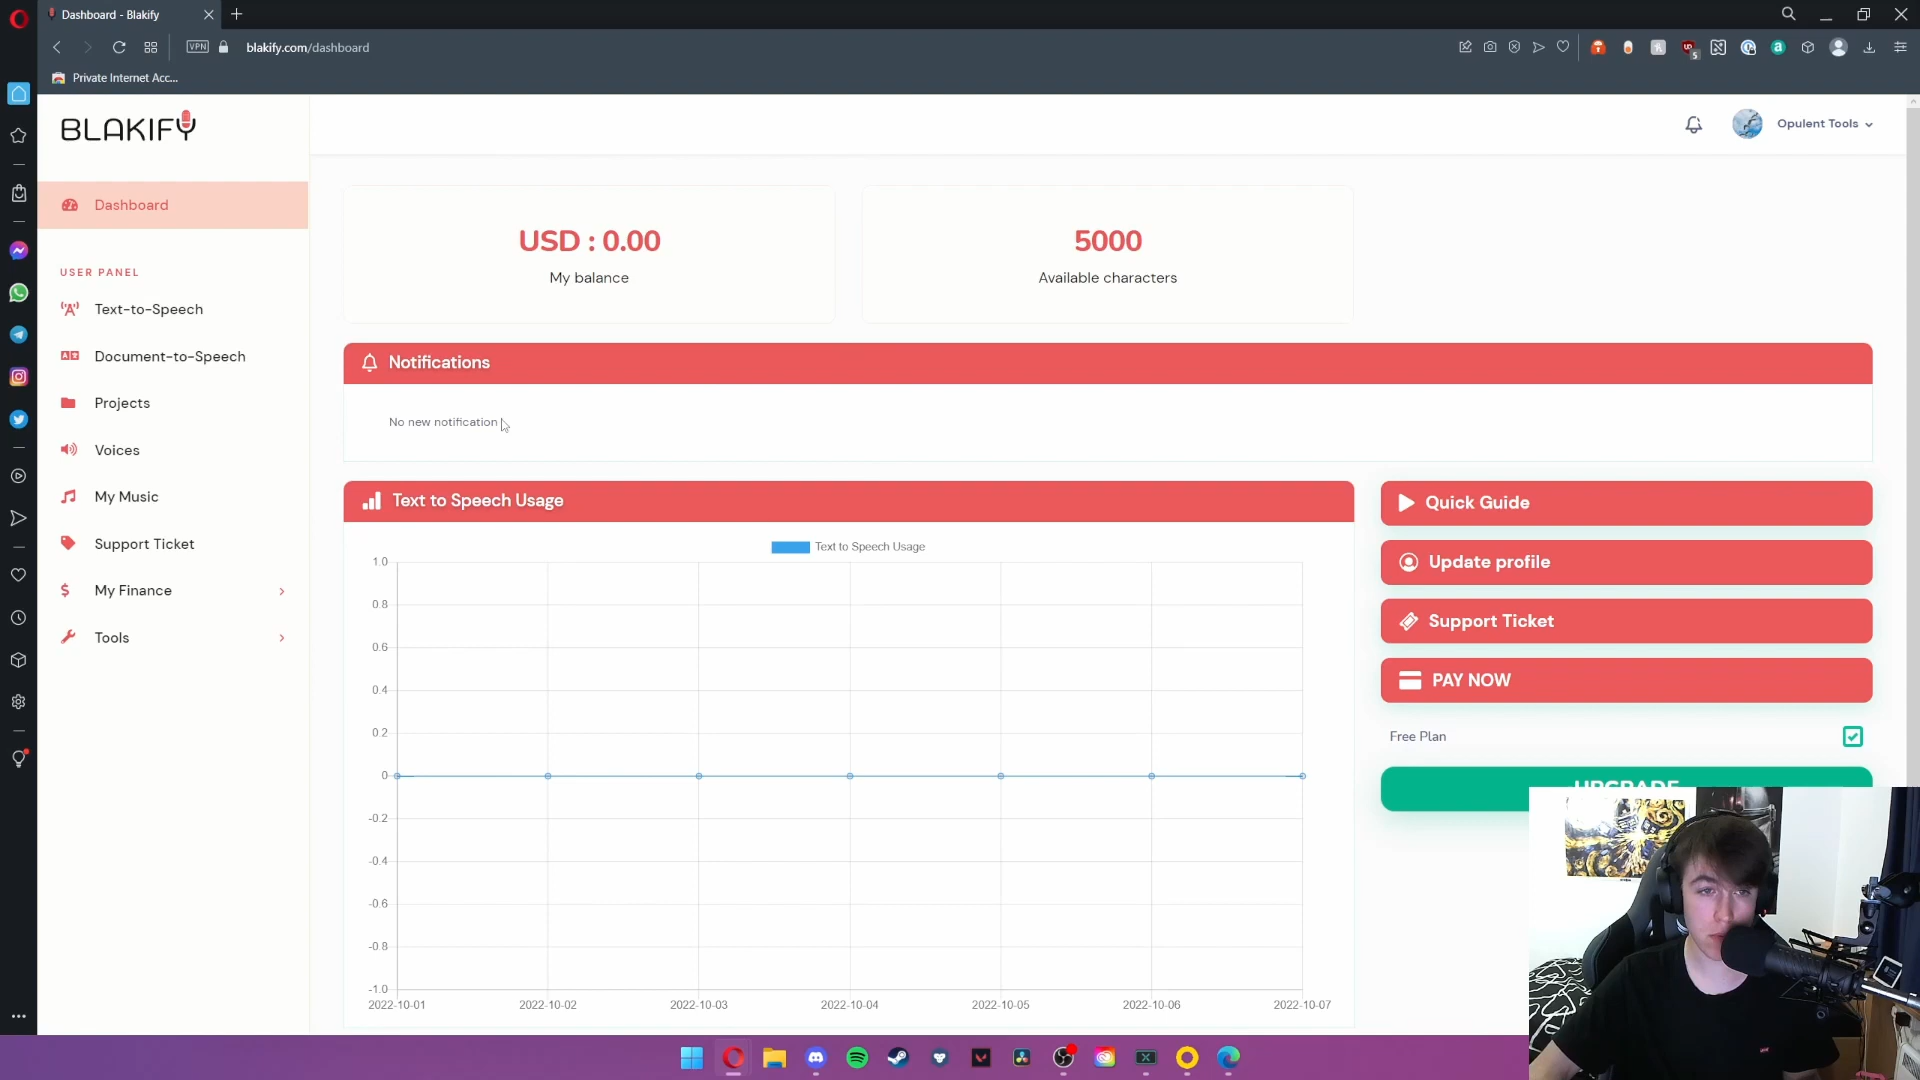 Dashboard - Blakify
VPN
blakify.com/dashboard
Private Internet Acc...
BLAKIFY
Opulent Tools
Dashboard
USER PANEL
Text-to-Speech
Document-to-Speech
Projects
Voices
My Music
Support Ticket
My Finance
Tools
USD : 0.00
My balance
5000
Available characters
Notifications
No new notification
Text to Speech Usage
Text to Speech Usage
1.0
0.8
0.6
0.4
0.2
0
-0.2
-0.4
-0.6
-0.8
-1.0
2022-10-01 2022-10-02 2022-10-03 2022-10-04 2022-10-05 2022-10-06 2022-10-07
Quick Guide
Update profile
Support Ticket
PAY NOW
Free Plan
UPGRADE